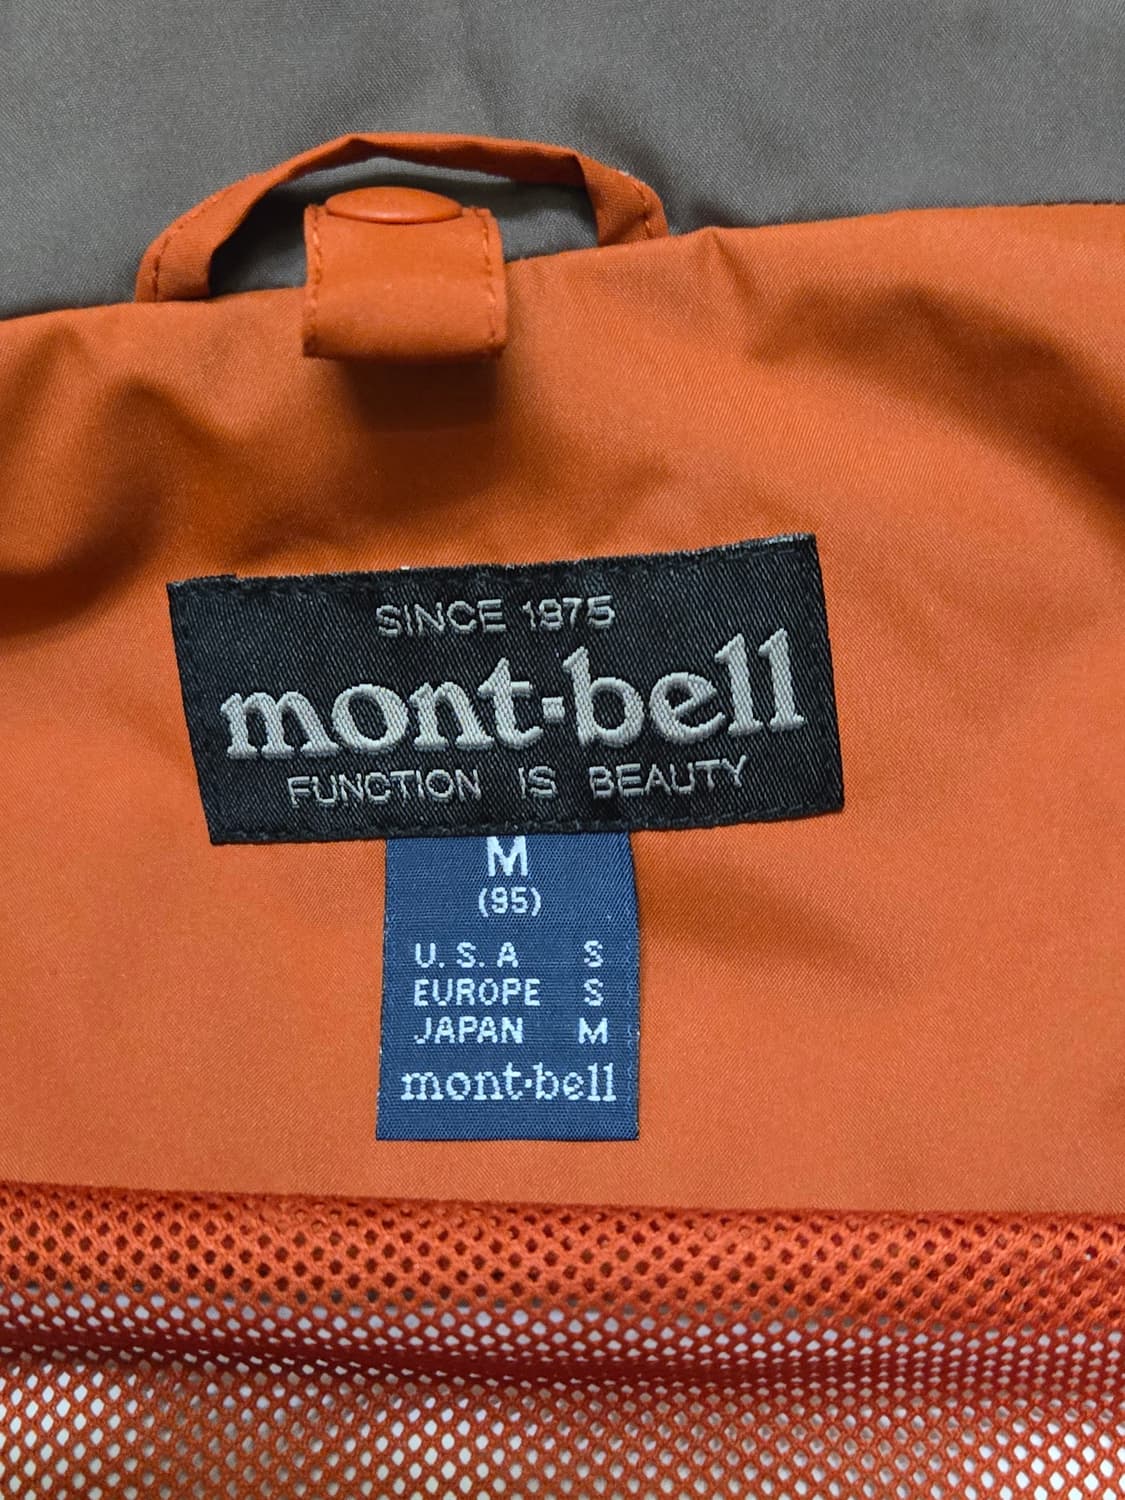 SINCE 1975
mont-bell
FUNCTION IS BEAUTY
M
(95)
U.S.A S
EUROPE S
JAPAN M
mont-bell